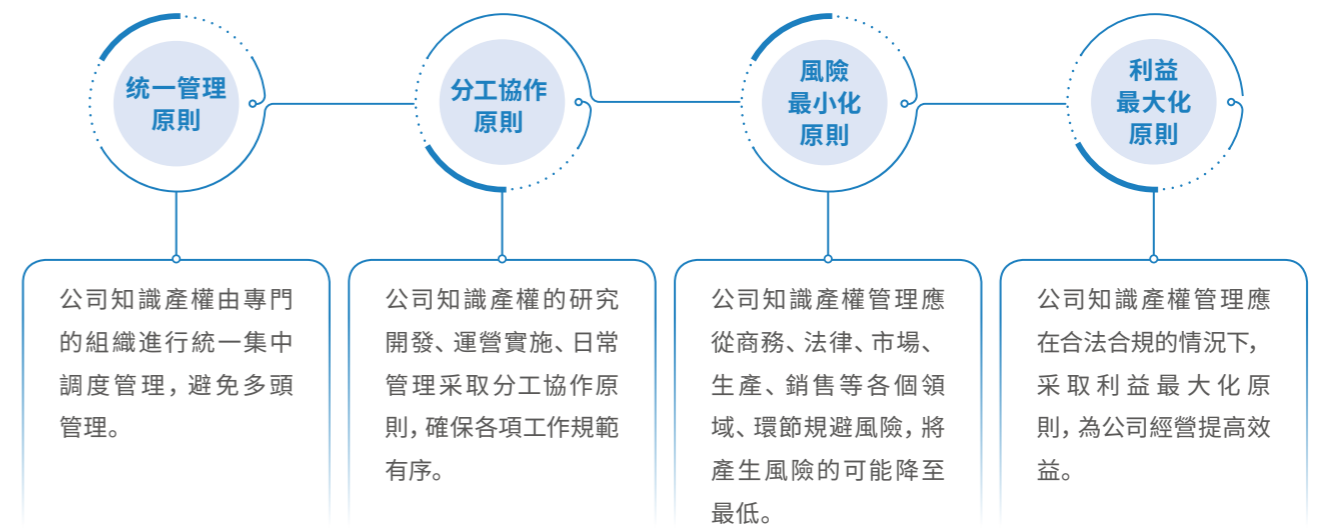 统一管理
原則
公司知識產權由專門
的組織進行統一集中
調度管理，避免多頭
管理。
分工協作
原則
公司知識產權的研究
開發、運營實施、日常
管理采取分工協作原
則，確保各項工作規範
有序。
風險
最小化
原則
公司知識產權管理應
從商務、法律、市場、
生產、銷售等各個領
域、環節規避風險，將
產生風險的可能降至
最低。
利益
最大化
原則
公司知識產權管理應
在合法合規的情況下，
采取利益最大化原
則，為公司經營提高效
益。